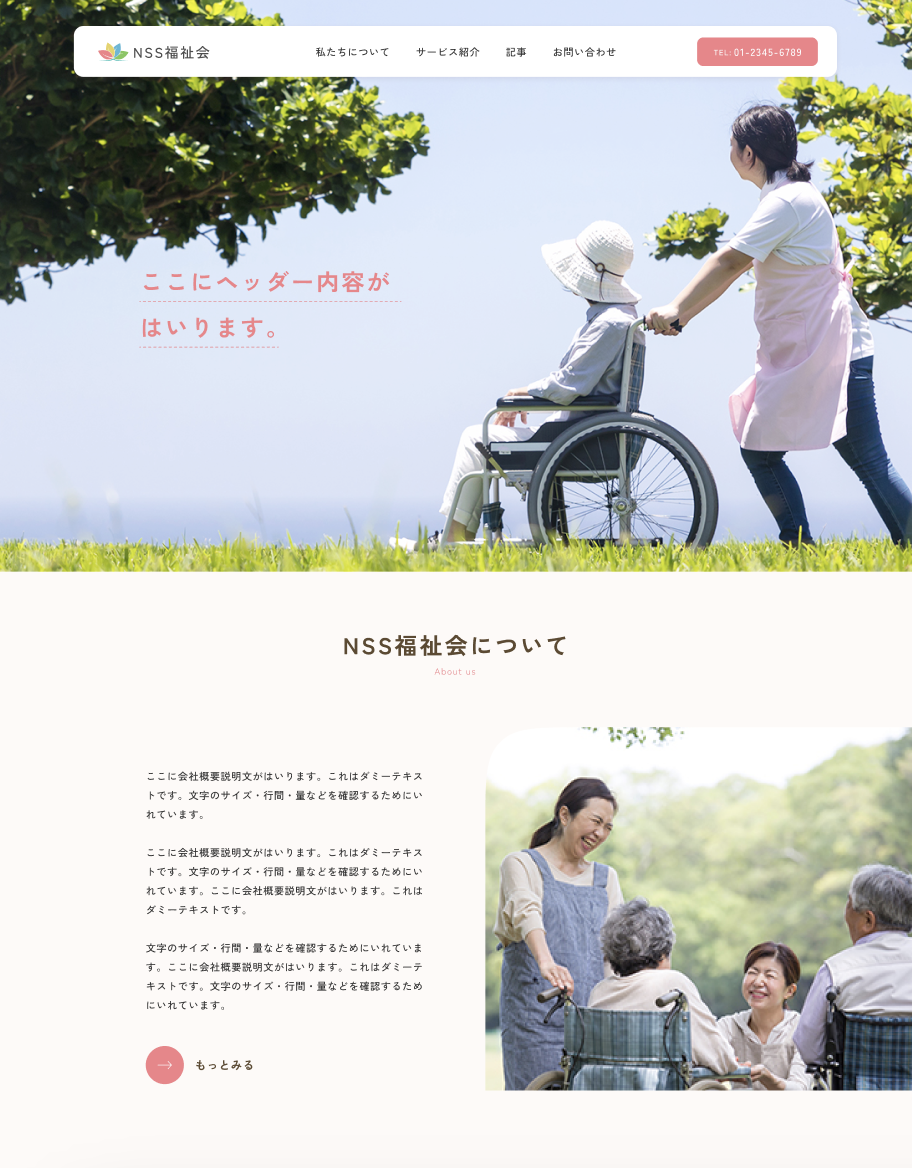 NSS福祉会
私たちについて
サービス紹介
記事
お問い合わせ
TEL: 01-2345-6789
ここにヘッダー内容が
はいります。
NSS福祉会について
About us
ここに会社概要説明文がはいります。これはダミーテキス
トです。文字のサイズ・行間・量などを確認するためにい
れています。
ここに会社概要説明文がはいります。これはダミーテキス
トです。文字のサイズ・行間・量などを確認するためにい
れています。ここに会社概要説明文がはいります。これは
ダミーテキストです。
文字のサイズ・行間・量などを確認するためにいれていま
す。ここに会社概要説明文がはいります。これはダミーテ
キストです。文字のサイズ・行間・量などを確認するため
にいれています。
もっとみる